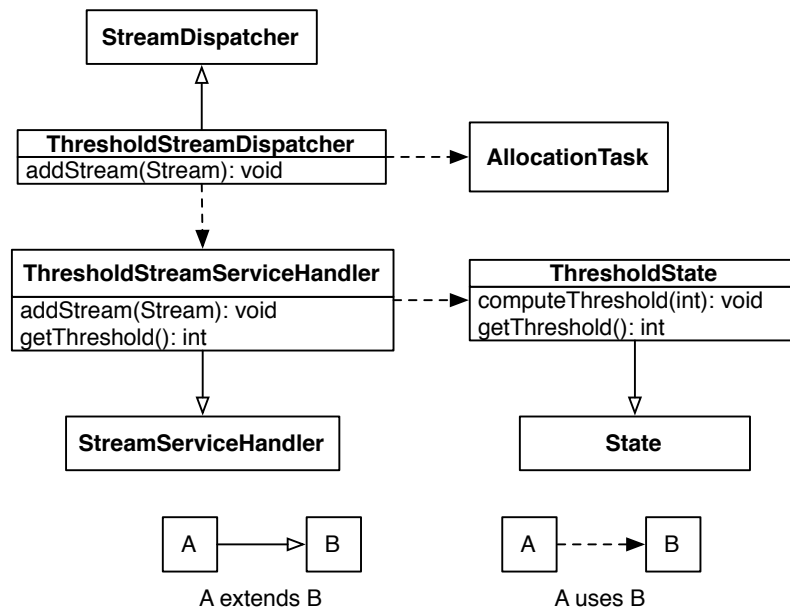 StreamDispatcher
ThresholdStreamDispatcher
addStream(Stream): void
AllocationTask
ThresholdStreamServiceHandler
addStream(Stream): void
getThreshold(): int
ThresholdState
computeThreshold(int): void
getThreshold(): int
StreamServiceHandler
State
A
B
A extends B
A
B
A uses B